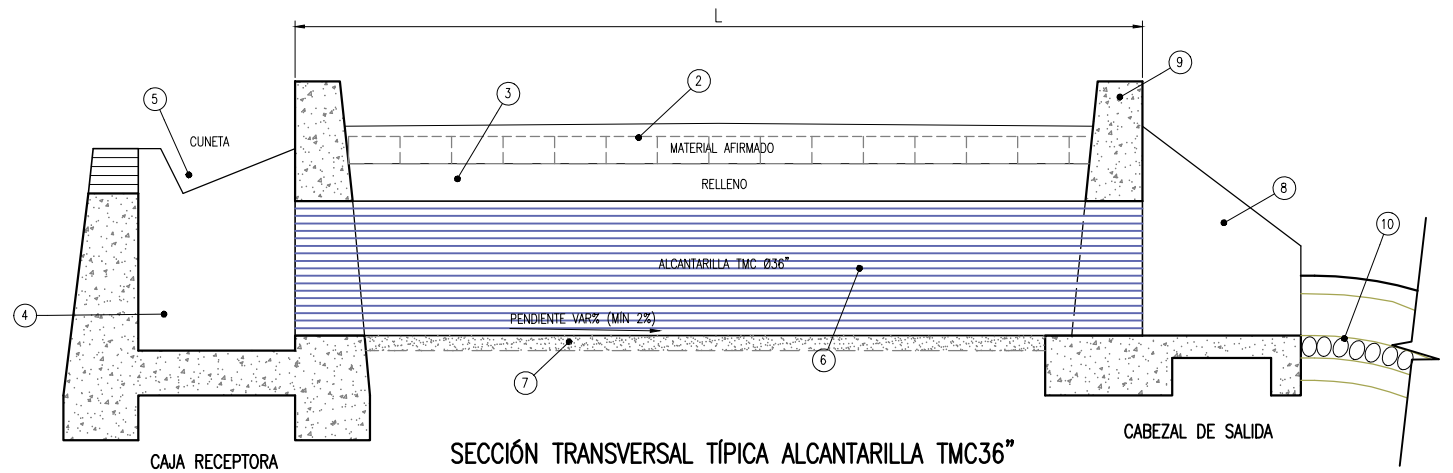 L
9
2
3
5
CUNETA
MATERIAL AFIRMADO
RELLENO
8
10
ALCANTARILLA TMC Ø36"
4
PENDIENTE VAR% (MÍN 2%)
6
7
CAJA RECEPTORA
SECCIÓN TRANSVERSAL TÍPICA ALCANTARILLA TMC36"
CABEZAL DE SALIDA